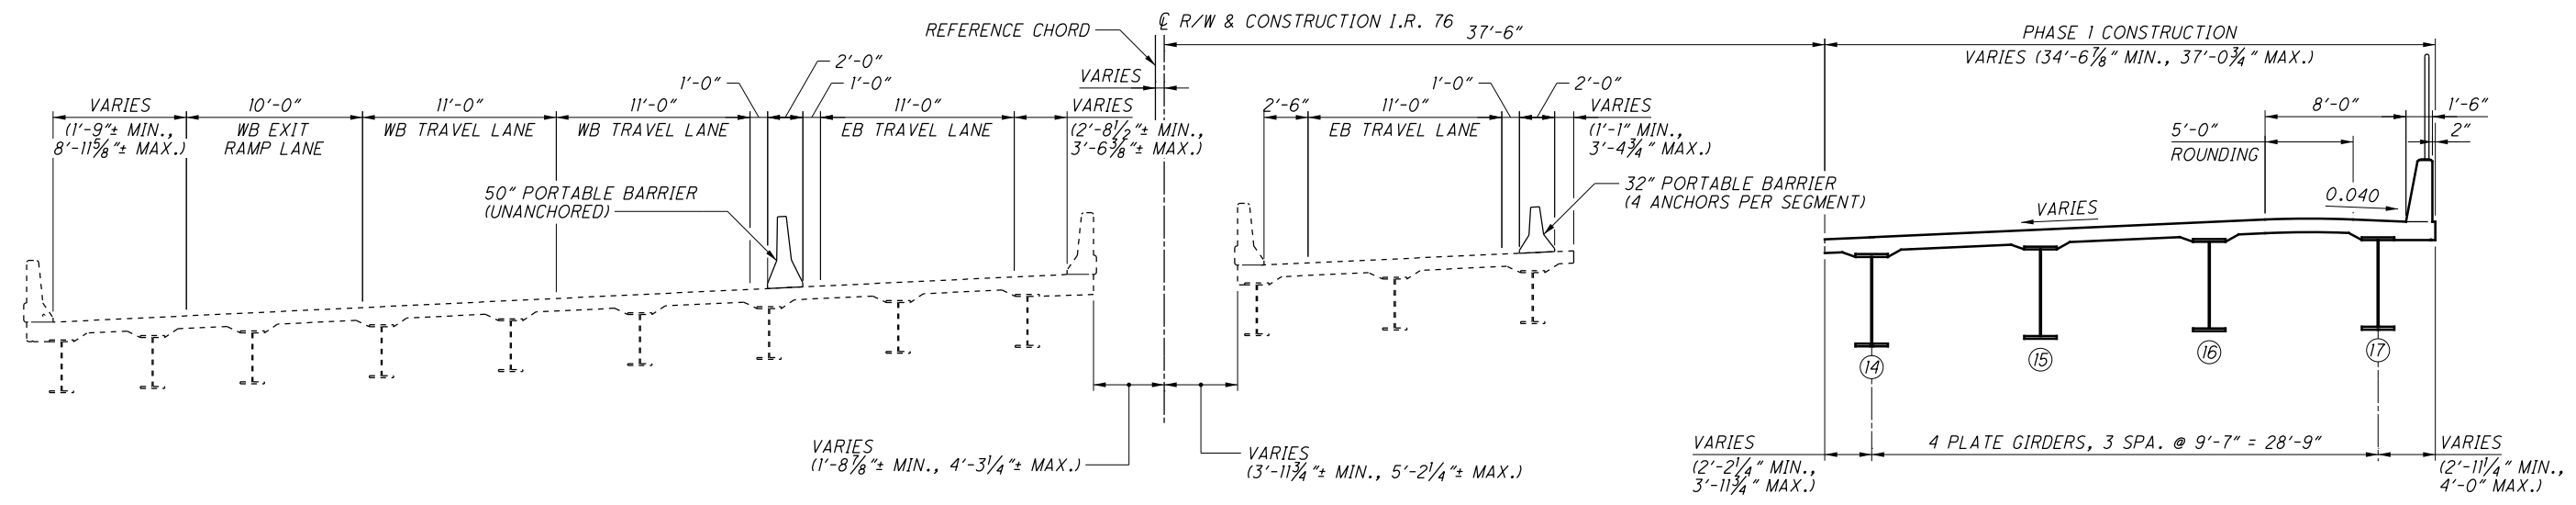 REFERENCE CHORD
℄ R/W & CONSTRUCTION I.R. 76
37'-6"
PHASE 1 CONSTRUCTION
VARIES (34'-6⅞" MIN., 37'-0¾" MAX.)
VARIES
VARIES
(1'-9"± MIN.,
8'-11⅝"± MAX.)
10'-0"
WB EXIT
RAMP LANE
11'-0"
WB TRAVEL LANE
11'-0"
WB TRAVEL LANE
1'-0"
2'-0"
1'-0"
11'-0"
EB TRAVEL LANE
VARIES
(2'-8½"± MIN.,
3'-6⅜"± MAX.)
2'-6"
11'-0"
EB TRAVEL LANE
1'-0"
2'-0"
VARIES
(1'-1" MIN.,
3'-4¾" MAX.)
8'-0"
1'-6"
5'-0"
ROUNDING
2"
50" PORTABLE BARRIER
(UNANCHORED)
32" PORTABLE BARRIER
(4 ANCHORS PER SEGMENT)
VARIES
0.040
14
15
16
17
VARIES
(1'-8⅞"± MIN., 4'-3¼"± MAX.)
VARIES
(3'-11¾"± MIN., 5'-2¼"± MAX.)
VARIES
(2'-2¼" MIN.,
3'-11¾" MAX.)
4 PLATE GIRDERS, 3 SPA. @ 9'-7" = 28'-9"
VARIES
(2'-11¼" MIN.,
4'-0" MAX.)